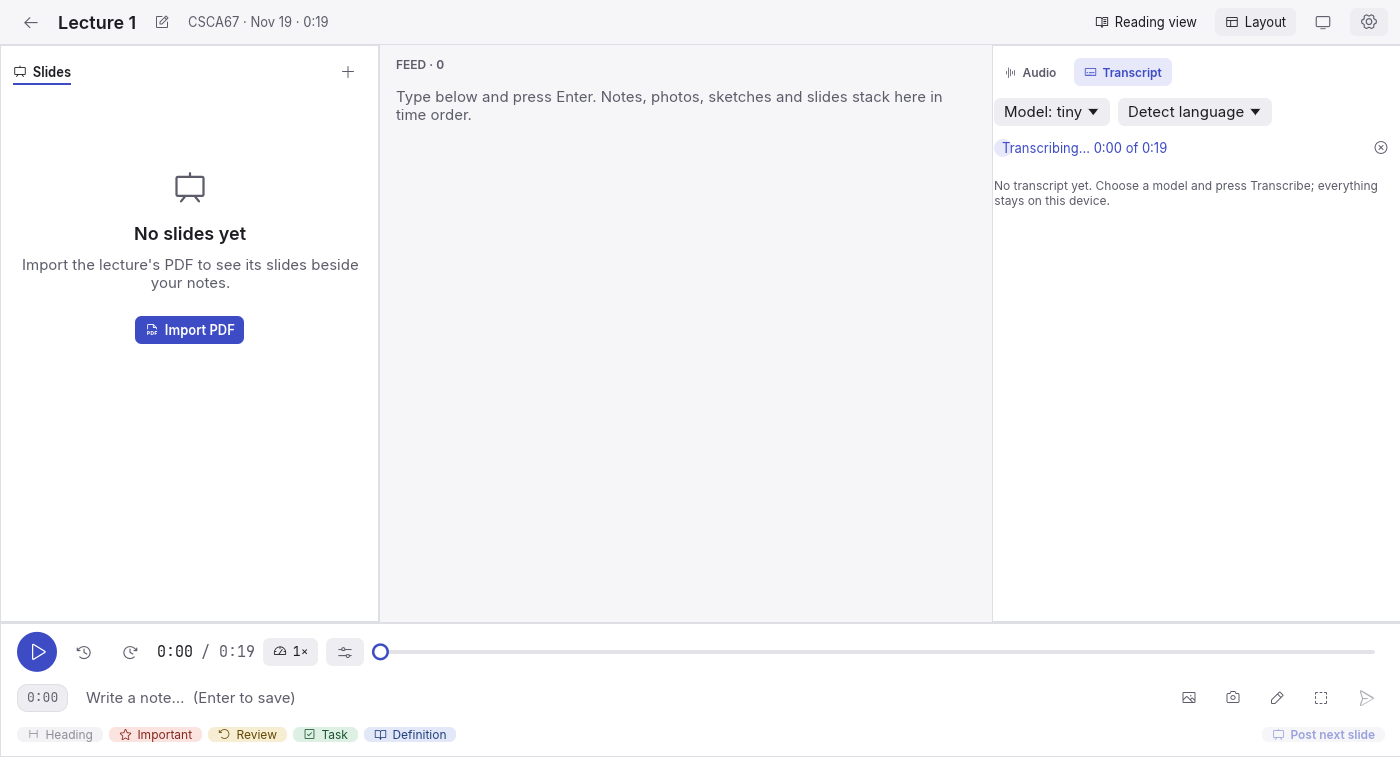 Lecture 1
CSCA67 · Nov 19 · 0:19
Reading view
Layout
Slides
No slides yet
Import the lecture's PDF to see its slides beside
your notes.
Import PDF
FEED · 0
Type below and press Enter. Notes, photos, sketches and slides stack here in
time order.
Audio
Transcript
Model: tiny
Detect language
Transcribing... 0:00 of 0:19
No transcript yet. Choose a model and press Transcribe; everything
stays on this device.
0:00 / 0:19
1×
0:00
Write a note... (Enter to save)
Heading
Important
Review
Task
Definition
Post next slide